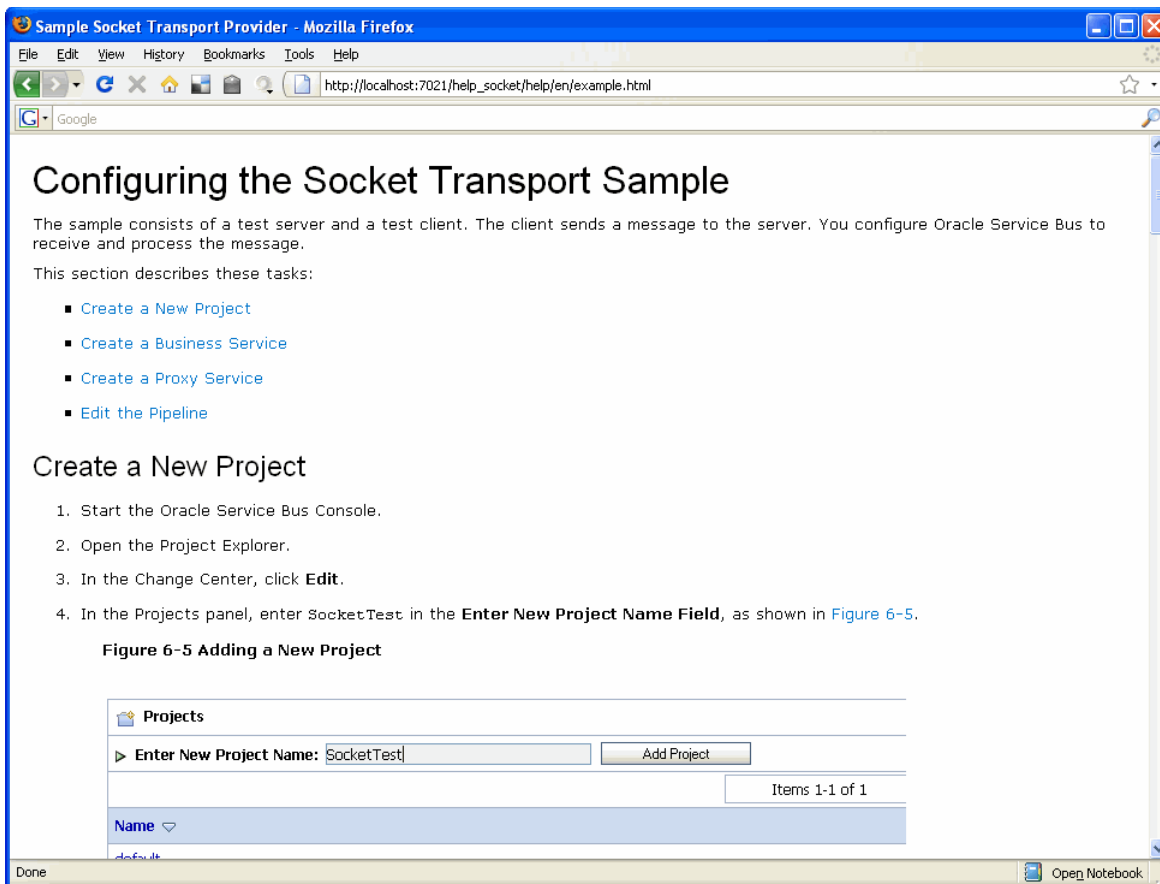 Sample Socket Transport Provider - Mozilla Firefox
File Edit View History Bookmarks Tools Help
http://localhost:7021/help_socket/help/en/example.html
G Google
Configuring the Socket Transport Sample
The sample consists of a test server and a test client. The client sends a message to the server. You configure Oracle Service Bus to
receive and process the message.
This section describes these tasks:
Create a New Project
Create a Business Service
Create a Proxy Service
Edit the Pipeline
Create a New Project
1. Start the Oracle Service Bus Console.
2. Open the Project Explorer.
3. In the Change Center, click Edit.
4. In the Projects panel, enter SocketTest in the Enter New Project Name Field, as shown in Figure 6-5.
Figure 6-5 Adding a New Project
Projects
Enter New Project Name: SocketTest Add Project
Items 1-1 of 1
Name
default
Done Open Notebook